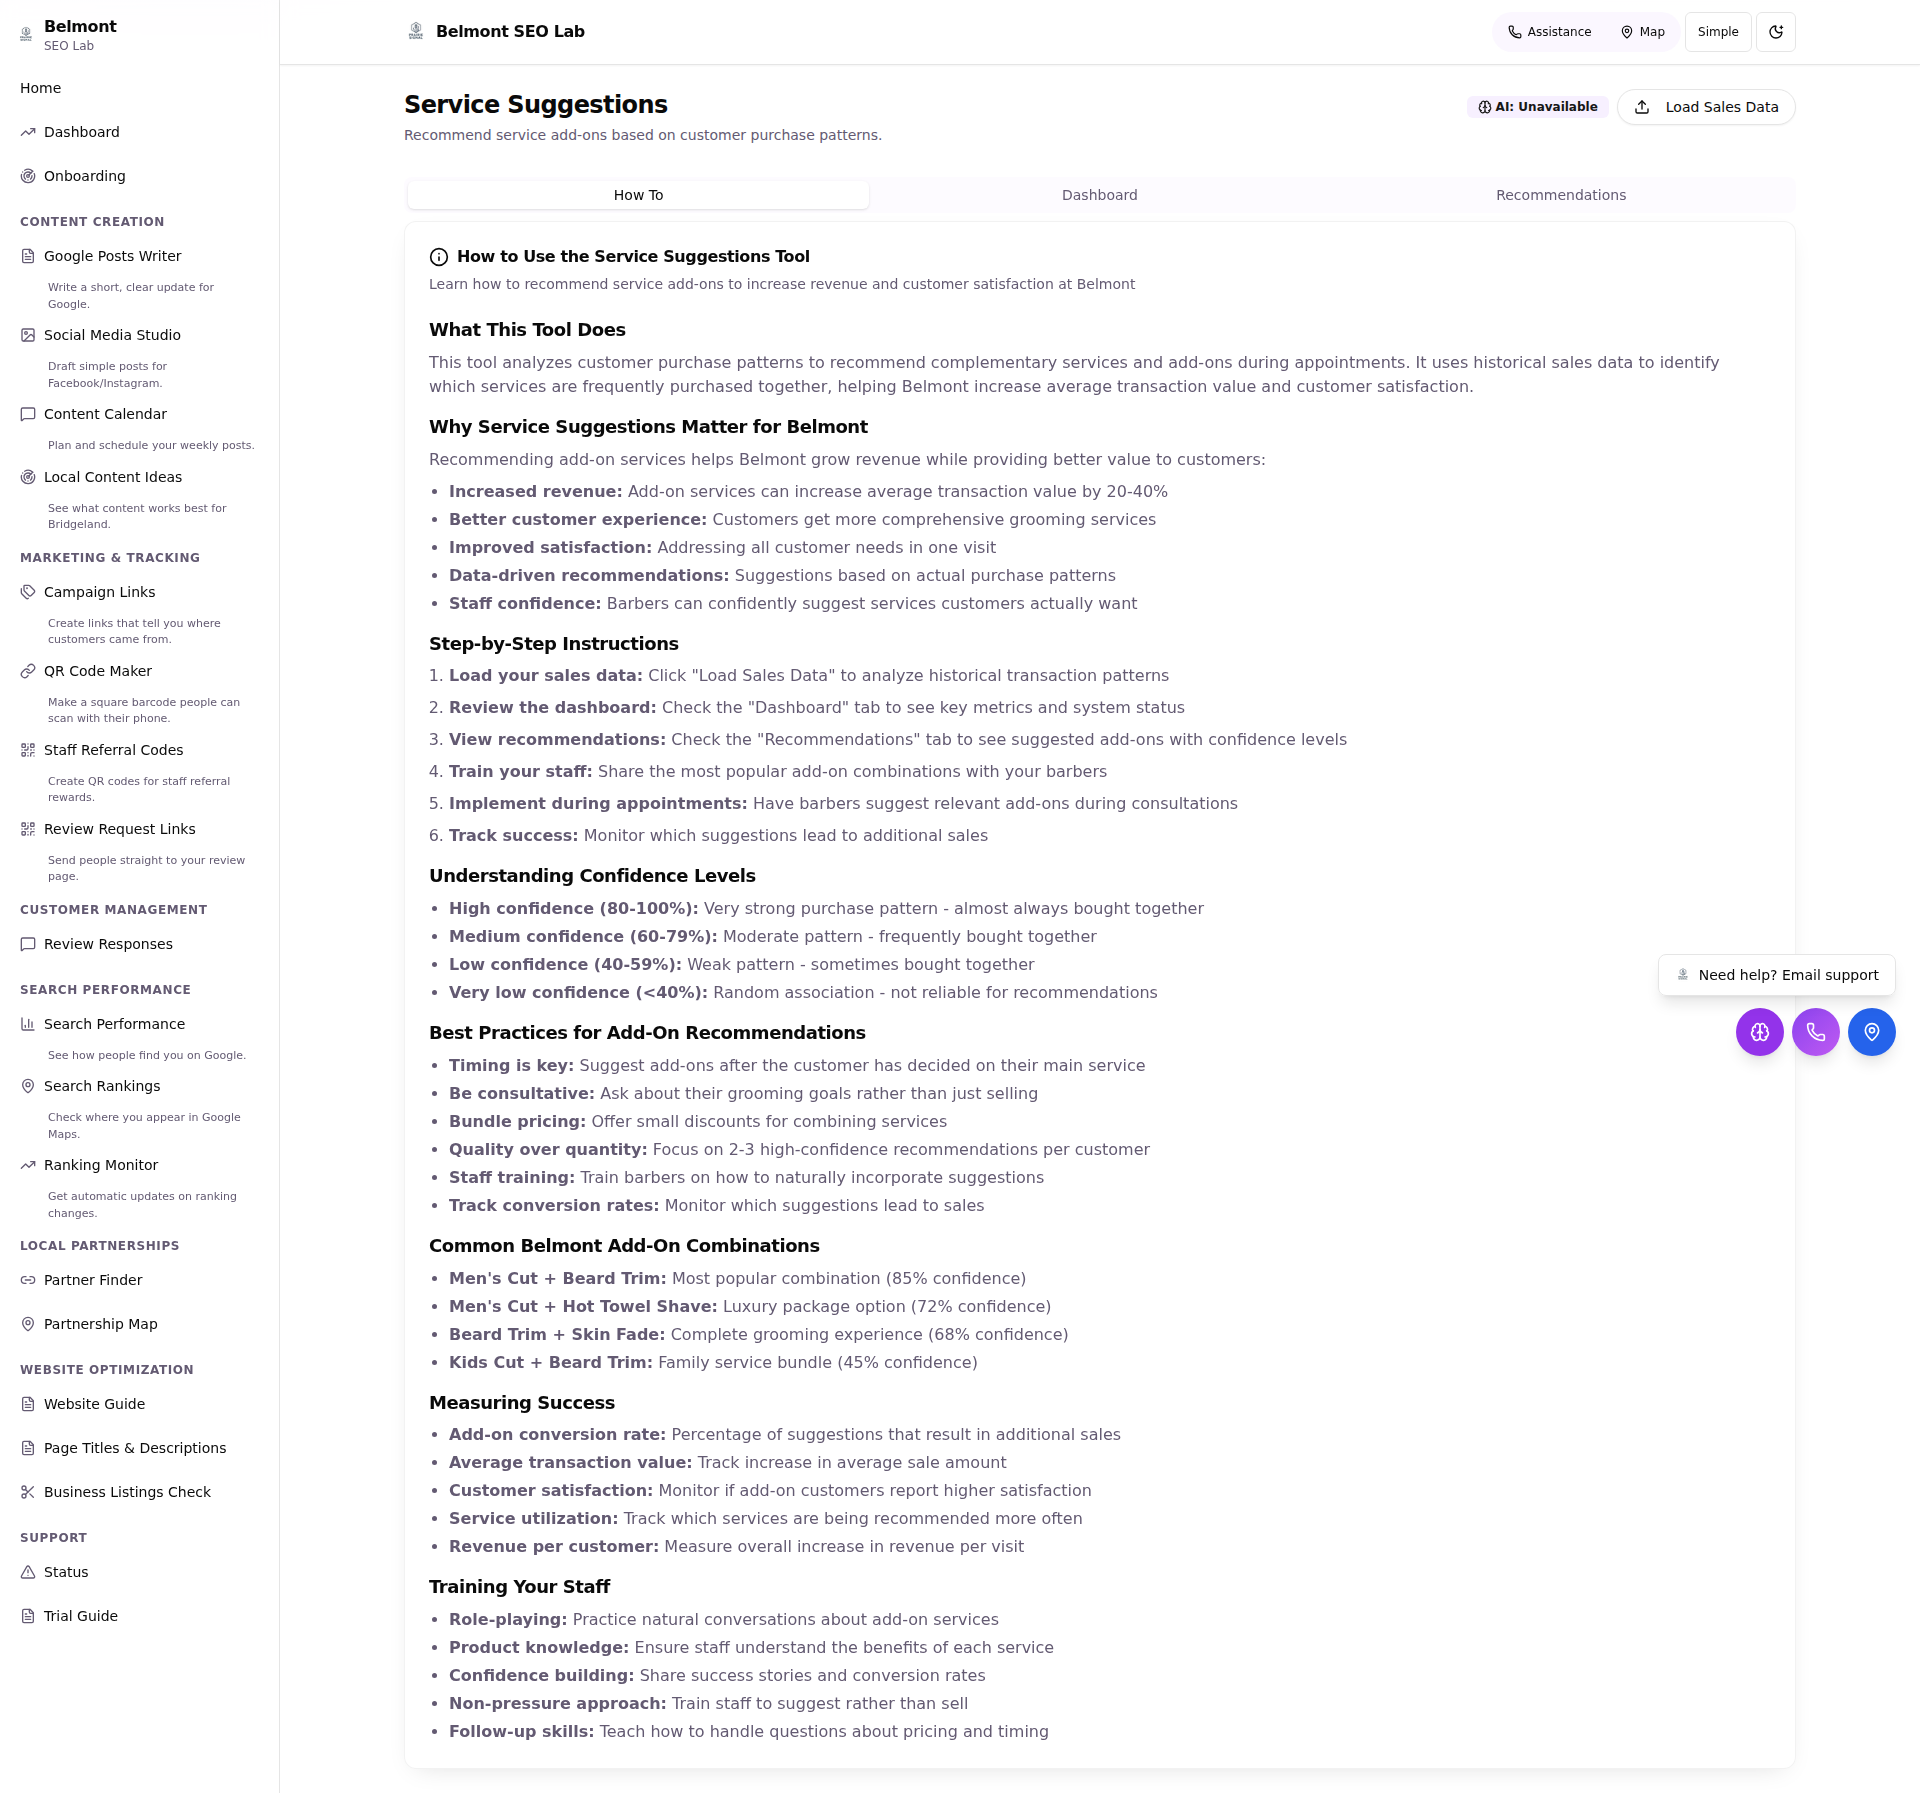 Belmont
SEO Lab
Home
Dashboard
Onboarding
CONTENT CREATION
Google Posts Writer
Write a short, clear update for
Google.
Social Media Studio
Draft simple posts for
Facebook/Instagram.
Content Calendar
Plan and schedule your weekly posts.
Local Content Ideas
See what content works best for
Bridgeland.
MARKETING & TRACKING
Campaign Links
Create links that tell you where
customers came from.
QR Code Maker
Make a square barcode people can
scan with their phone.
Staff Referral Codes
Create QR codes for staff referral
rewards.
Review Request Links
Send people straight to your review
page.
CUSTOMER MANAGEMENT
Review Responses
SEARCH PERFORMANCE
Search Performance
See how people find you on Google.
Search Rankings
Check where you appear in Google
Maps.
Ranking Monitor
Get automatic updates on ranking
changes.
LOCAL PARTNERSHIPS
Partner Finder
Partnership Map
WEBSITE OPTIMIZATION
Website Guide
Page Titles & Descriptions
Business Listings Check
SUPPORT
Status
Trial Guide
Belmont SEO Lab
Assistance
Map
Simple
Service Suggestions
Recommend service add-ons based on customer purchase patterns.
AI: Unavailable
Load Sales Data
How To
Dashboard
Recommendations
How to Use the Service Suggestions Tool
Learn how to recommend service add-ons to increase revenue and customer satisfaction at Belmont
What This Tool Does
This tool analyzes customer purchase patterns to recommend complementary services and add-ons during appointments. It uses historical sales data to identify
which services are frequently purchased together, helping Belmont increase average transaction value and customer satisfaction.
Why Service Suggestions Matter for Belmont
Recommending add-on services helps Belmont grow revenue while providing better value to customers:
• Increased revenue: Add-on services can increase average transaction value by 20-40%
• Better customer experience: Customers get more comprehensive grooming services
• Improved satisfaction: Addressing all customer needs in one visit
• Data-driven recommendations: Suggestions based on actual purchase patterns
• Staff confidence: Barbers can confidently suggest services customers actually want
Step-by-Step Instructions
1. Load your sales data: Click "Load Sales Data" to analyze historical transaction patterns
2. Review the dashboard: Check the "Dashboard" tab to see key metrics and system status
3. View recommendations: Check the "Recommendations" tab to see suggested add-ons with confidence levels
4. Train your staff: Share the most popular add-on combinations with your barbers
5. Implement during appointments: Have barbers suggest relevant add-ons during consultations
6. Track success: Monitor which suggestions lead to additional sales
Understanding Confidence Levels
• High confidence (80-100%): Very strong purchase pattern - almost always bought together
• Medium confidence (60-79%): Moderate pattern - frequently bought together
• Low confidence (40-59%): Weak pattern - sometimes bought together
• Very low confidence (<40%): Random association - not reliable for recommendations
Best Practices for Add-On Recommendations
• Timing is key: Suggest add-ons after the customer has decided on their main service
• Be consultative: Ask about their grooming goals rather than just selling
• Bundle pricing: Offer small discounts for combining services
• Quality over quantity: Focus on 2-3 high-confidence recommendations per customer
• Staff training: Train barbers on how to naturally incorporate suggestions
• Track conversion rates: Monitor which suggestions lead to sales
Common Belmont Add-On Combinations
• Men's Cut + Beard Trim: Most popular combination (85% confidence)
• Men's Cut + Hot Towel Shave: Luxury package option (72% confidence)
• Beard Trim + Skin Fade: Complete grooming experience (68% confidence)
• Kids Cut + Beard Trim: Family service bundle (45% confidence)
Measuring Success
• Add-on conversion rate: Percentage of suggestions that result in additional sales
• Average transaction value: Track increase in average sale amount
• Customer satisfaction: Monitor if add-on customers report higher satisfaction
• Service utilization: Track which services are being recommended more often
• Revenue per customer: Measure overall increase in revenue per visit
Training Your Staff
• Role-playing: Practice natural conversations about add-on services
• Product knowledge: Ensure staff understand the benefits of each service
• Confidence building: Share success stories and conversion rates
• Non-pressure approach: Train staff to suggest rather than sell
• Follow-up skills: Teach how to handle questions about pricing and timing
Need help? Email support